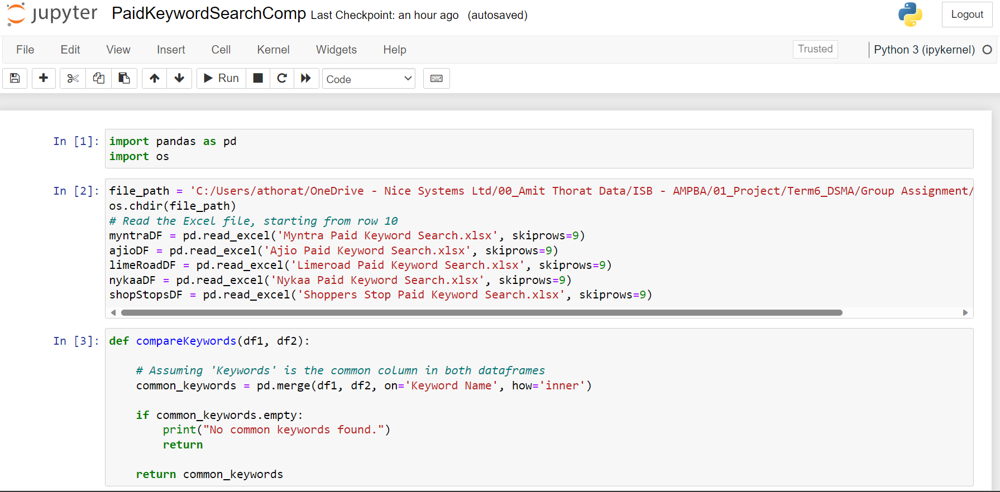 jupyter PaidKeywordSearchComp Last Checkpoint: an hour ago (autosaved) Logout
File Edit View Insert Cell Kernel Widgets Help Trusted Python 3 (ipykernel)
Run Code
In [1]: import pandas as pd
import os
In [2]: file_path = 'C:/Users/athorat/OneDrive - Nice Systems Ltd/00_Amit Thorat Data/ISB - AMPBA/01_Project/Term6_DSMA/Group Assignment/
os.chdir(file_path)
# Read the Excel file, starting from row 10
myntraDF = pd.read_excel('Myntra Paid Keyword Search.xlsx', skiprows=9)
ajioDF = pd.read_excel('Ajio Paid Keyword Search.xlsx', skiprows=9)
limeRoadDF = pd.read_excel('Limeroad Paid Keyword Search.xlsx', skiprows=9)
nykaaDF = pd.read_excel('Nykaa Paid Keyword Search.xlsx', skiprows=9)
shopStopsDF = pd.read_excel('Shoppers Stop Paid Keyword Search.xlsx', skiprows=9)
In [3]: def compareKeywords(df1, df2):
# Assuming 'Keywords' is the common column in both dataframes
common_keywords = pd.merge(df1, df2, on='Keyword Name', how='inner')
if common_keywords.empty:
print("No common keywords found.")
return
return common_keywords